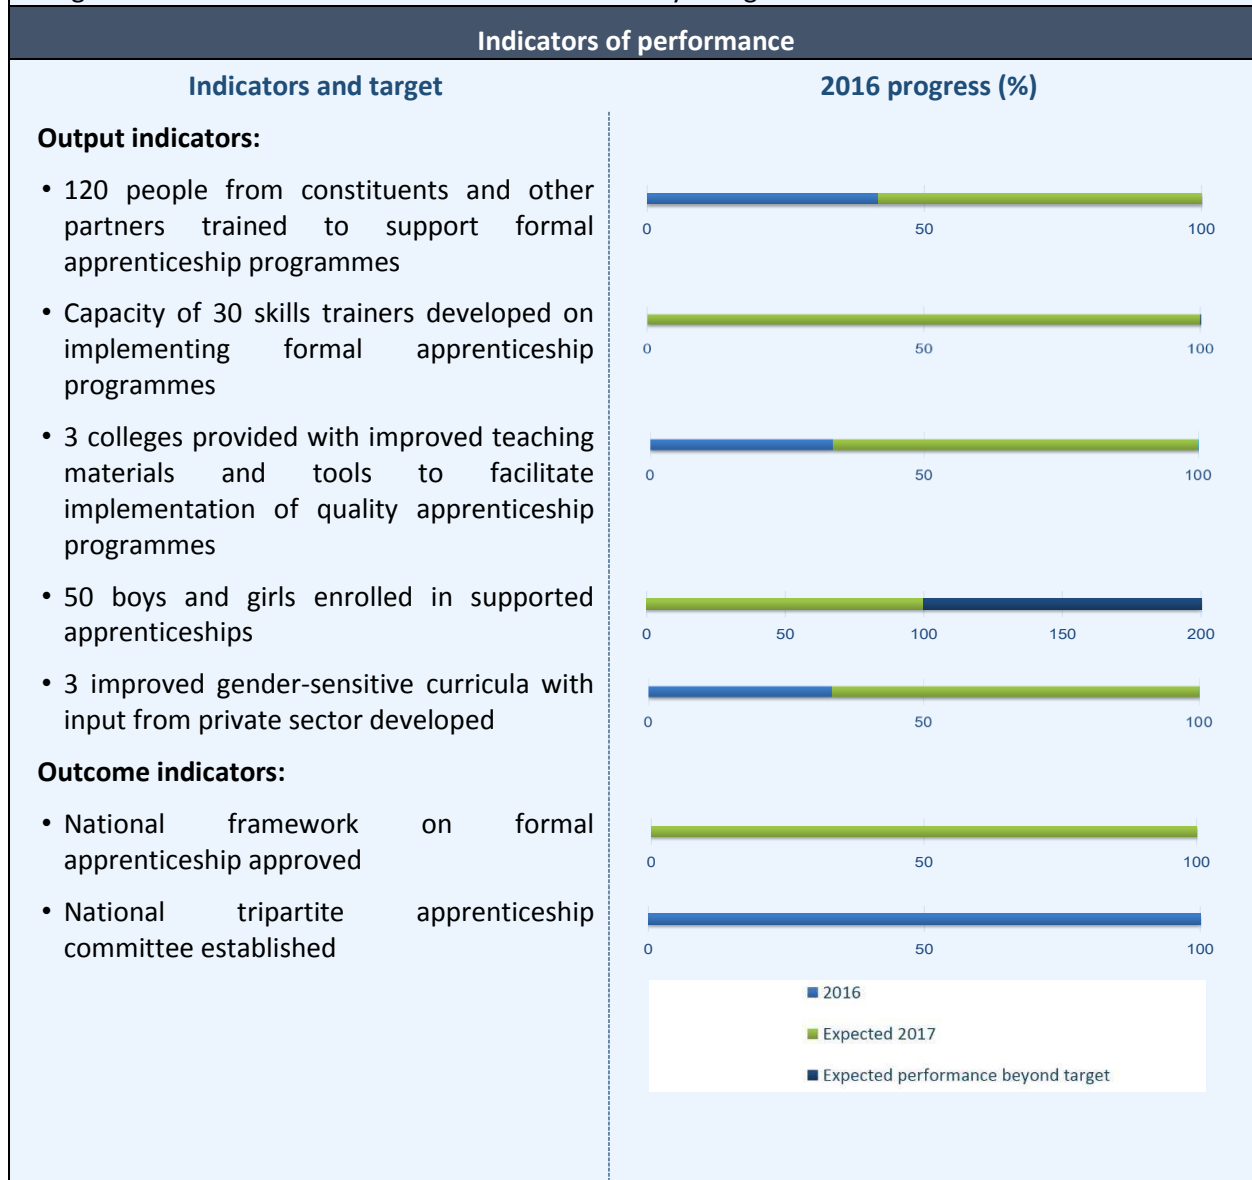 Indicators of performance
Indicators and target
2016 progress (%)
Output indicators:
• 120 people from constituents and other
partners trained to support formal
apprenticeship programmes
0 50 100
• Capacity of 30 skills trainers developed on
implementing formal apprenticeship
programmes
0 50 100
• 3 colleges provided with improved teaching
materials and tools to facilitate
implementation of quality apprenticeship
programmes
0 50 100
• 50 boys and girls enrolled in supported
apprenticeships
0 50 100 150 200
• 3 improved gender-sensitive curricula with
input from private sector developed
0 50 100
Outcome indicators:
• National framework on formal
apprenticeship approved
0 50 100
• National tripartite apprenticeship
committee established
0 50 100
2016
Expected 2017
Expected performance beyond target